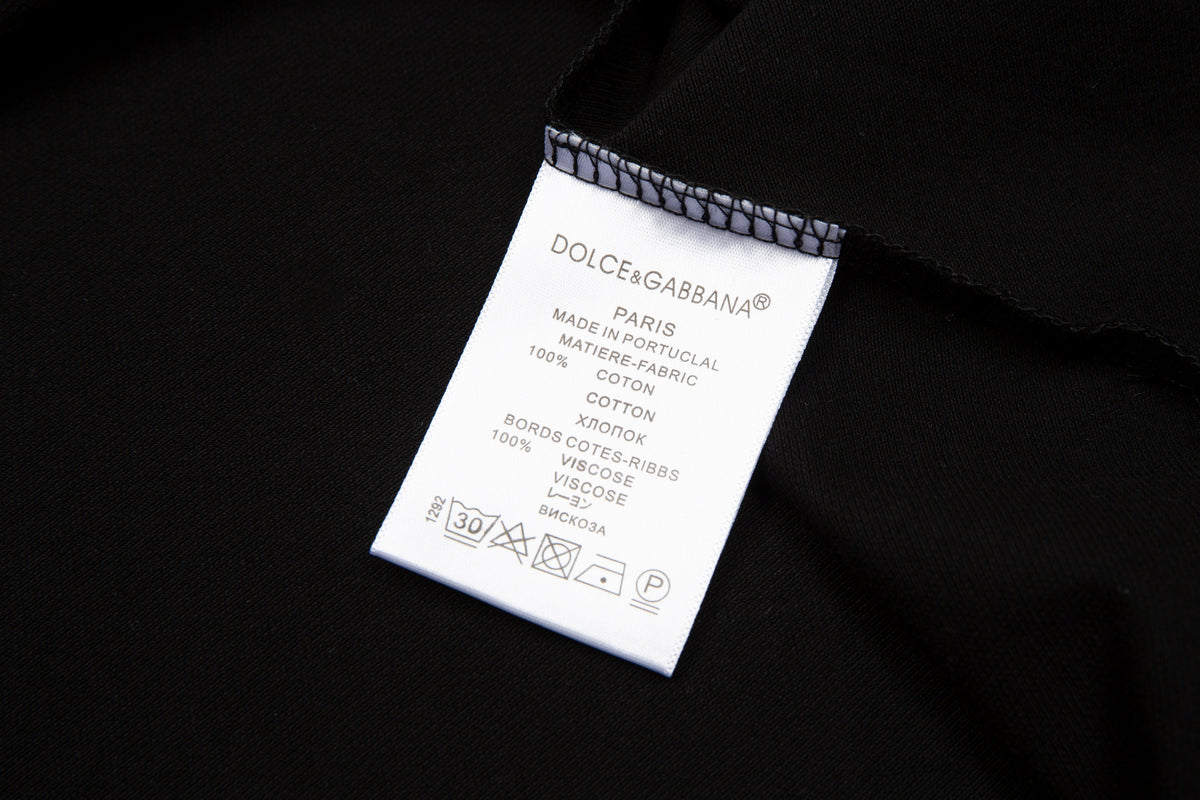 DOLCE&GABBANA®
PARIS
MADE IN PORTUCLAL
MATIERE-FABRIC
100% COTON
COTTON
ХЛОПОК
BORDS COTES-RIBBS
100% VISCOSE
VISCOSE
レーヨン
ВИСКОЗА
1292
30
P